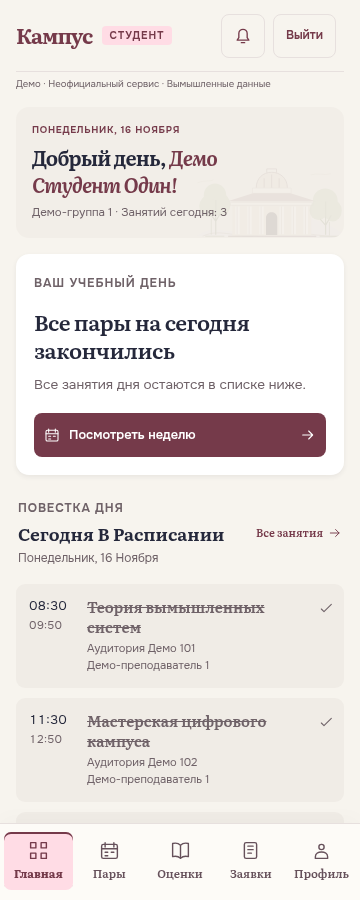 Кампус СТУДЕНТ Выйти
Демо · Неофициальный сервис · Вымышленные данные
ПОНЕДЕЛЬНИК, 16 НОЯБРЯ
Добрый день, Демо
Студент Один!
Демо-группа 1 · Занятий сегодня: 3
ВАШ УЧЕБНЫЙ ДЕНЬ
Все пары на сегодня
закончились
Все занятия дня остаются в списке ниже.
Посмотреть неделю
ПОВЕСТКА ДНЯ
Сегодня В Расписании
Все занятия
Понедельник, 16 Ноября
08:30
09:50
Теория вымышленных
систем
Аудитория Демо 101
Демо-преподаватель 1
11:30
12:50
Мастерская цифрового
кампуса
Аудитория Демо 102
Демо-преподаватель 1
Главная Пары Оценки Заявки Профиль